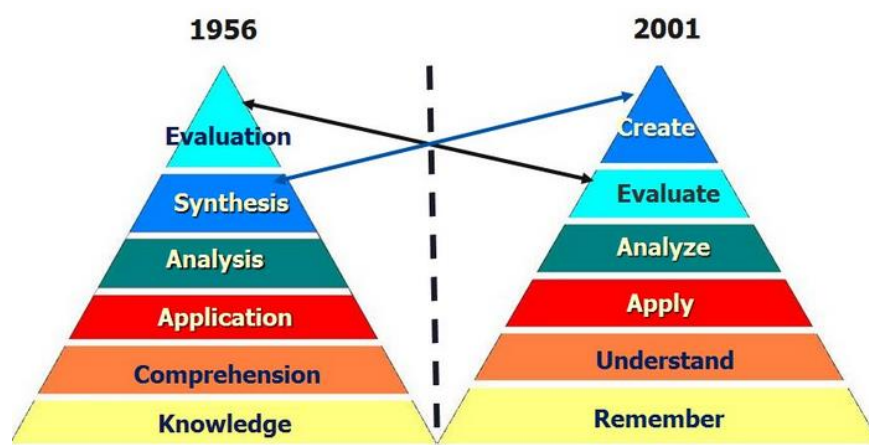 1956
Evaluation
Synthesis
Analysis
Application
Comprehension
Knowledge
2001
Create
Evaluate
Analyze
Apply
Understand
Remember